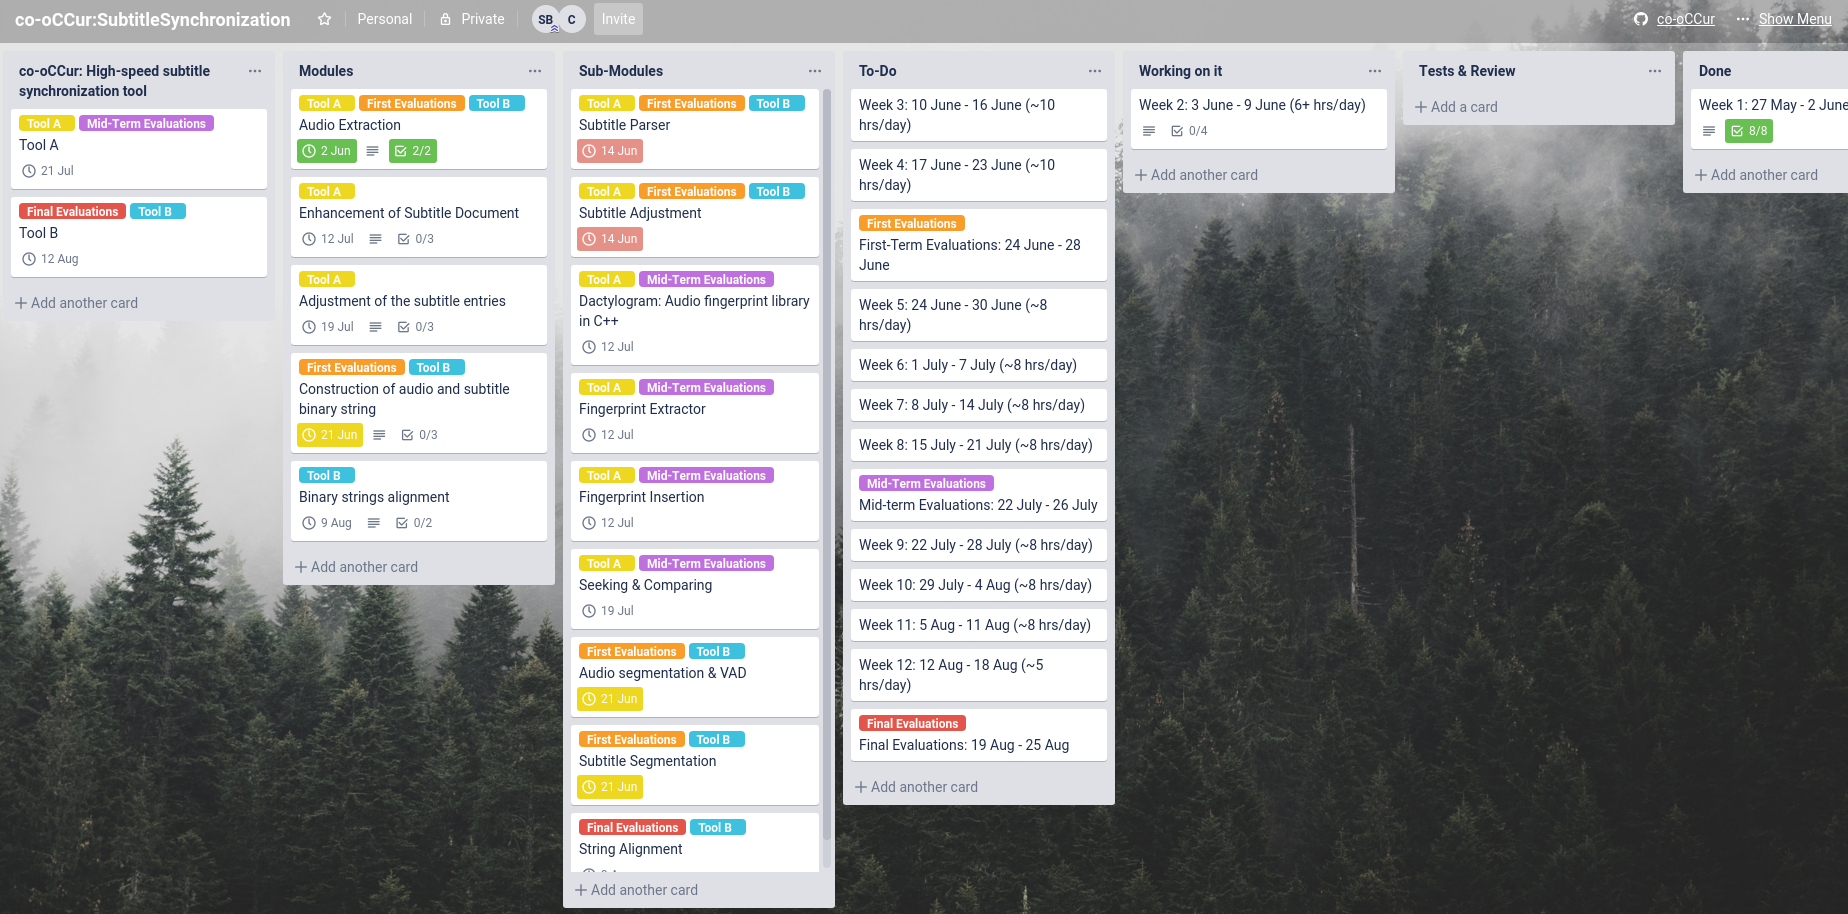 co-oCCur:SubtitleSynchronization
Personal
Private
SB
C
Invite
co-oCCur
Show Menu
co-oCCur: High-speed subtitle
synchronization tool
Tool A
Mid-Term Evaluations
Tool A
21 Jul
Final Evaluations
Tool B
Tool B
12 Aug
Add another card
Modules
Tool A
First Evaluations
Tool B
Audio Extraction
2 Jun
2/2
Tool A
Enhancement of Subtitle Document
12 Jul
0/3
Tool A
Adjustment of the subtitle entries
19 Jul
0/3
First Evaluations
Tool B
Construction of audio and subtitle
binary string
21 Jun
0/3
Tool B
Binary strings alignment
9 Aug
0/2
Add another card
Sub-Modules
Tool A
First Evaluations
Tool B
Subtitle Parser
14 Jun
Tool A
First Evaluations
Tool B
Subtitle Adjustment
14 Jun
Tool A
Mid-Term Evaluations
Dactylogram: Audio fingerprint library
in C++
12 Jul
Tool A
Mid-Term Evaluations
Fingerprint Extractor
12 Jul
Tool A
Mid-Term Evaluations
Fingerprint Insertion
12 Jul
Tool A
Mid-Term Evaluations
Seeking & Comparing
19 Jul
First Evaluations
Tool B
Audio segmentation & VAD
21 Jun
First Evaluations
Tool B
Subtitle Segmentation
21 Jun
Final Evaluations
Tool B
String Alignment
Add another card
To-Do
Week 3: 10 June - 16 June (~10
hrs/day)
Week 4: 17 June - 23 June (~10
hrs/day)
First Evaluations
First-Term Evaluations: 24 June - 28
June
Week 5: 24 June - 30 June (~8
hrs/day)
Week 6: 1 July - 7 July (~8 hrs/day)
Week 7: 8 July - 14 July (~8 hrs/day)
Week 8: 15 July - 21 July (~8 hrs/day)
Mid-Term Evaluations
Mid-term Evaluations: 22 July - 26 July
Week 9: 22 July - 28 July (~8 hrs/day)
Week 10: 29 July - 4 Aug (~8 hrs/day)
Week 11: 5 Aug - 11 Aug (~8 hrs/day)
Week 12: 12 Aug - 18 Aug (~5
hrs/day)
Final Evaluations
Final Evaluations: 19 Aug - 25 Aug
Add another card
Working on it
Week 2: 3 June - 9 June (6+ hrs/day)
0/4
Add another card
Tests & Review
Add a card
Done
Week 1: 27 May - 2 June
8/8
Add another card